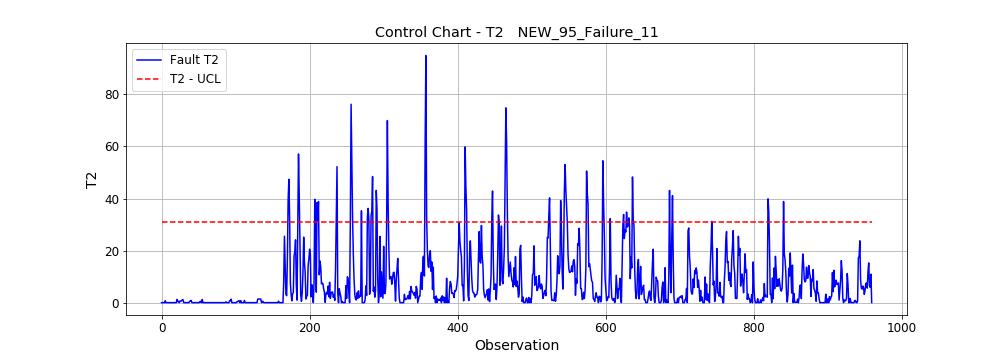 Control Chart - T2   NEW_95_Failure_11
Fault T2
T2 - UCL
T2
80
60
40
20
0
0 200 400 600 800 1000
Observation